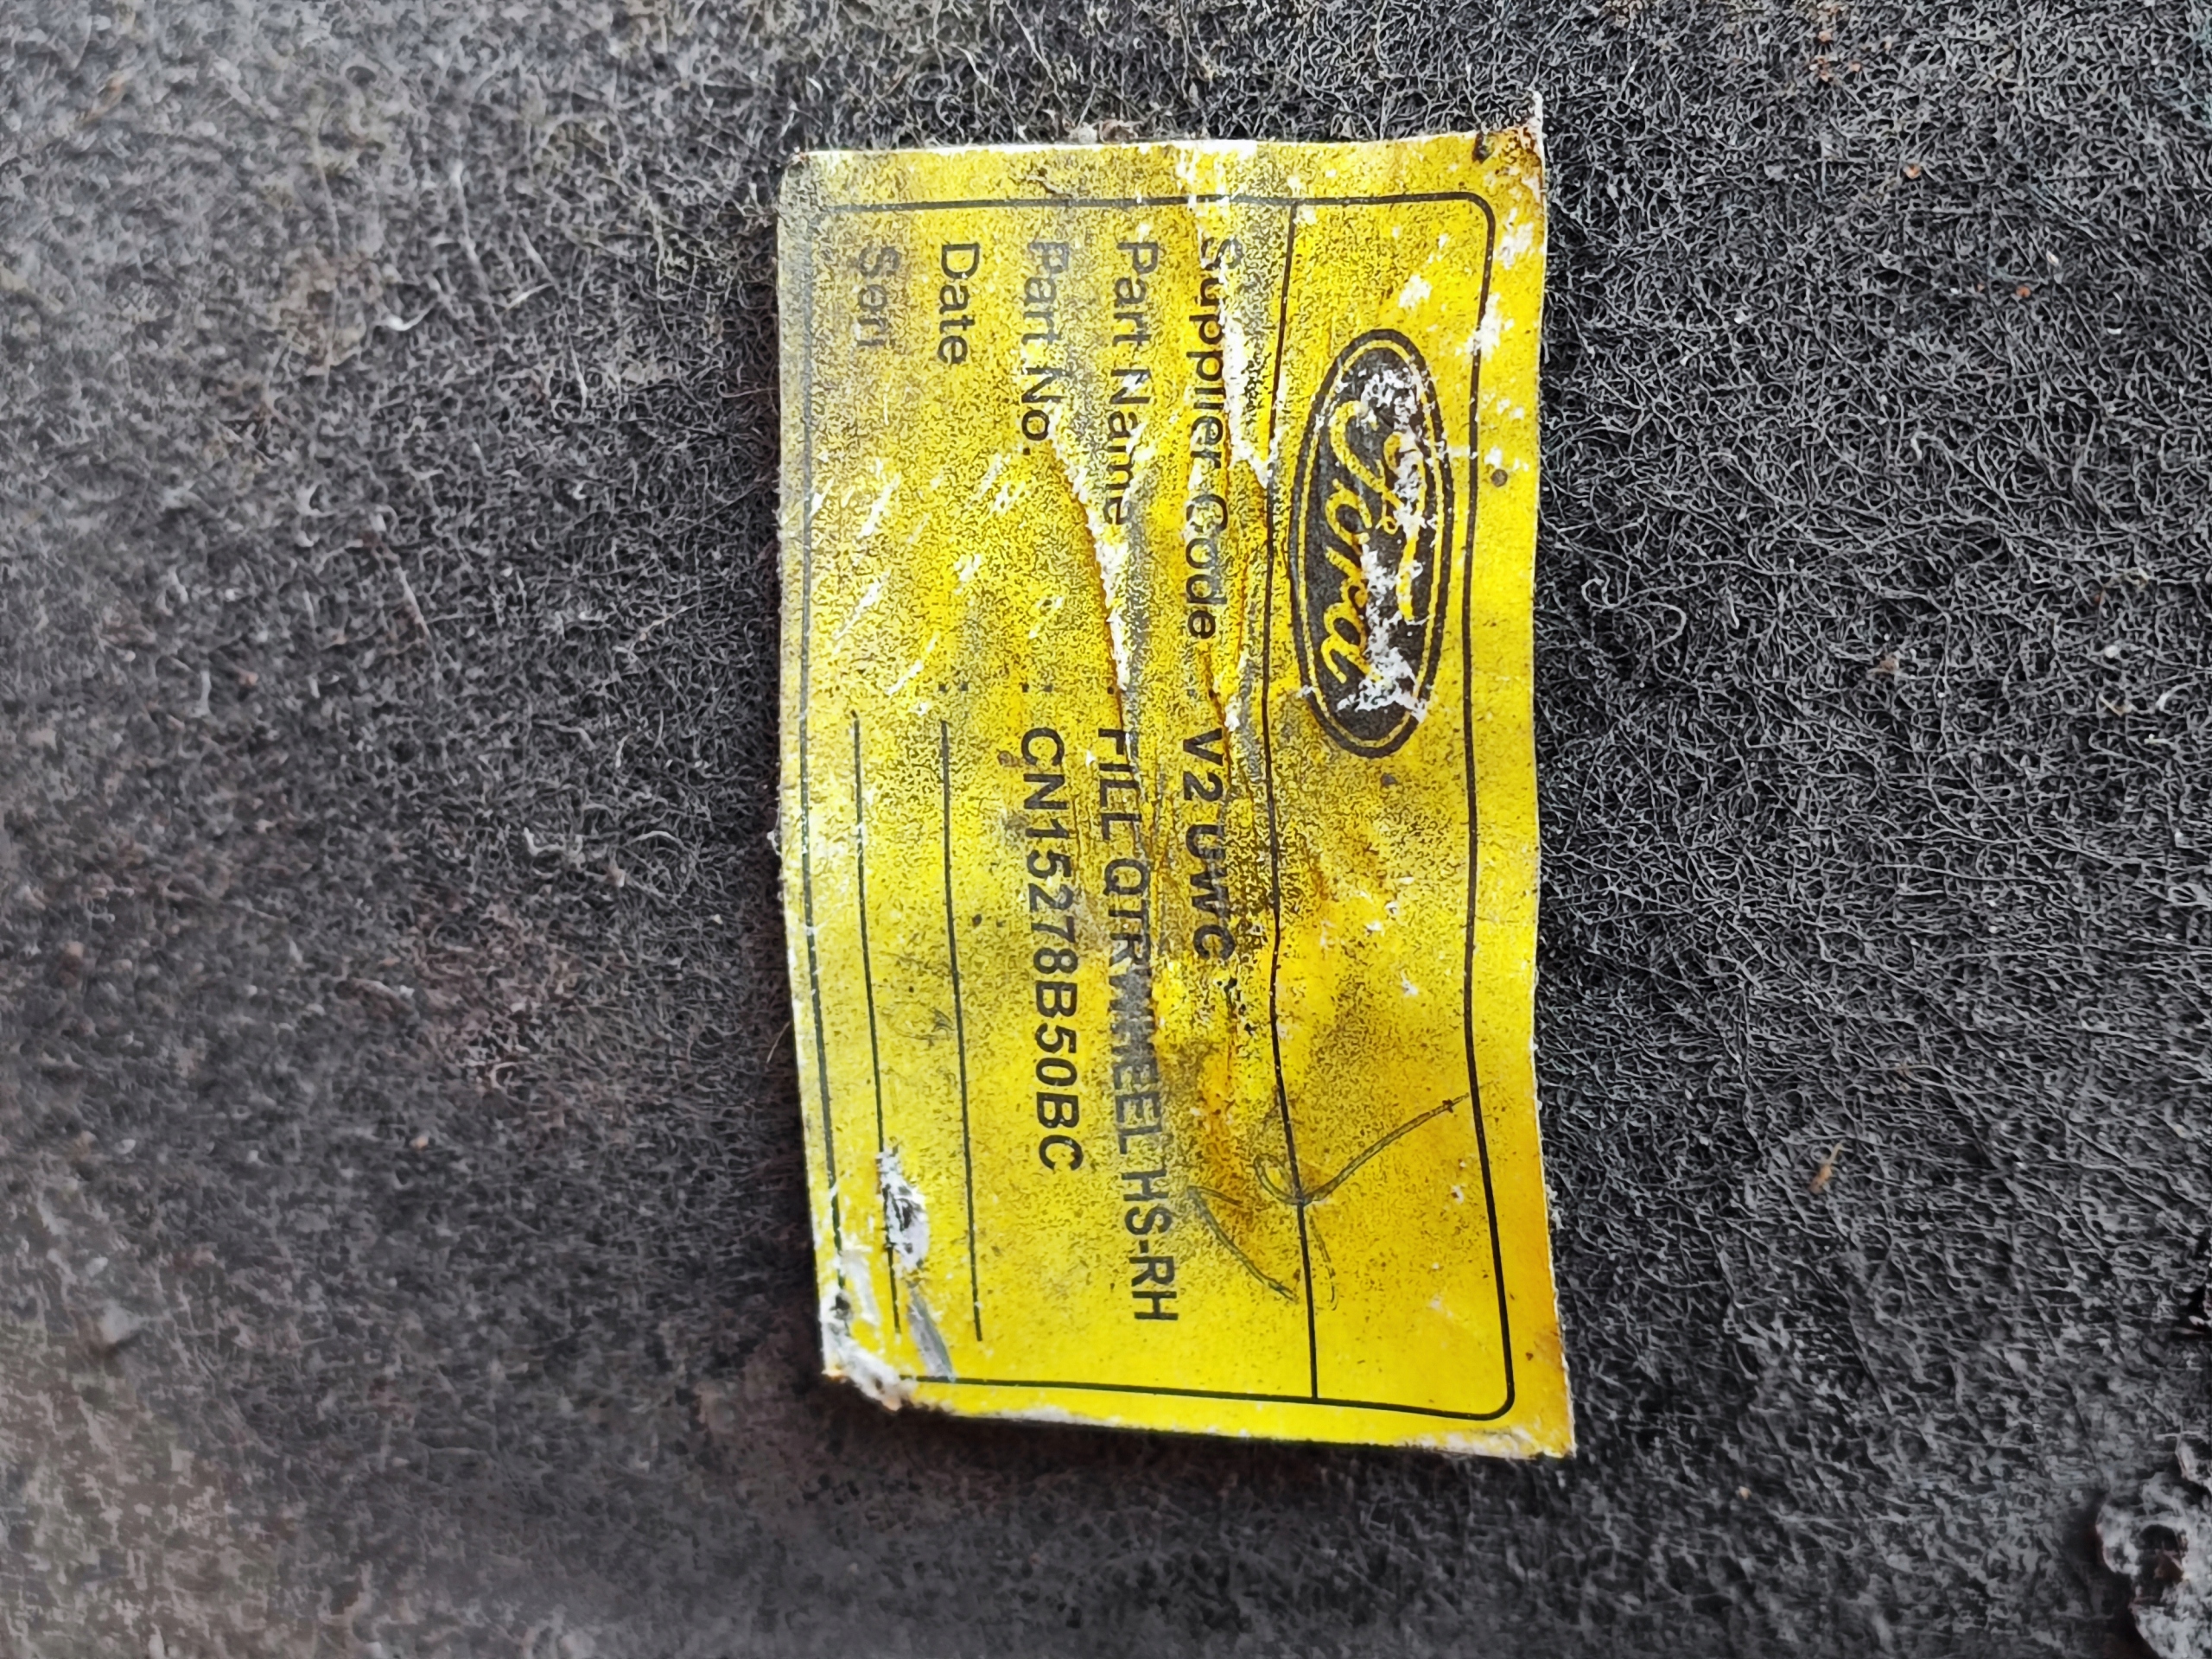 Ford
Supplier Code : V2 UWC
Part Name : FILL QTR WHEEL HS-RH
Part No. : CN15278B50BC
Date :
Seri